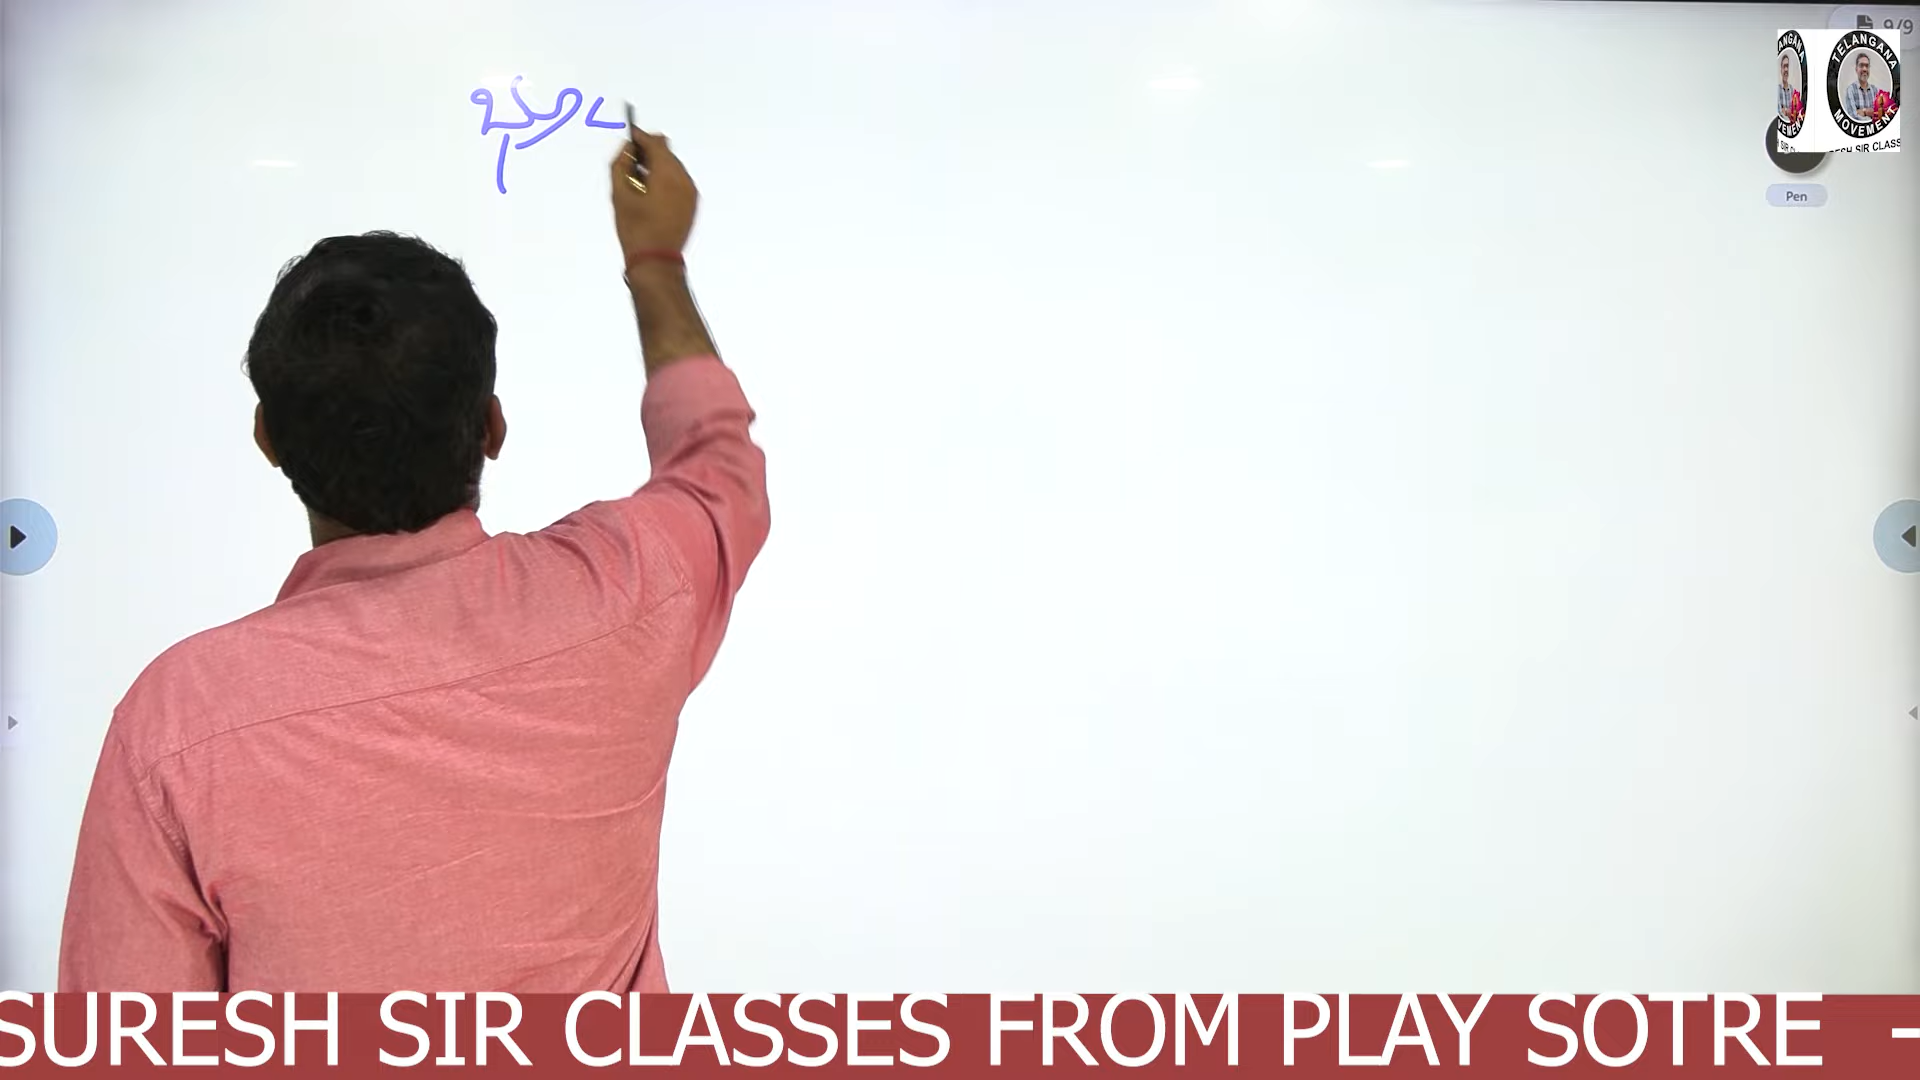 9/9
TELANGANA
MOVEMENT
Pen
భూ
SURESH SIR CLASSES FROM PLAY SOTRE -